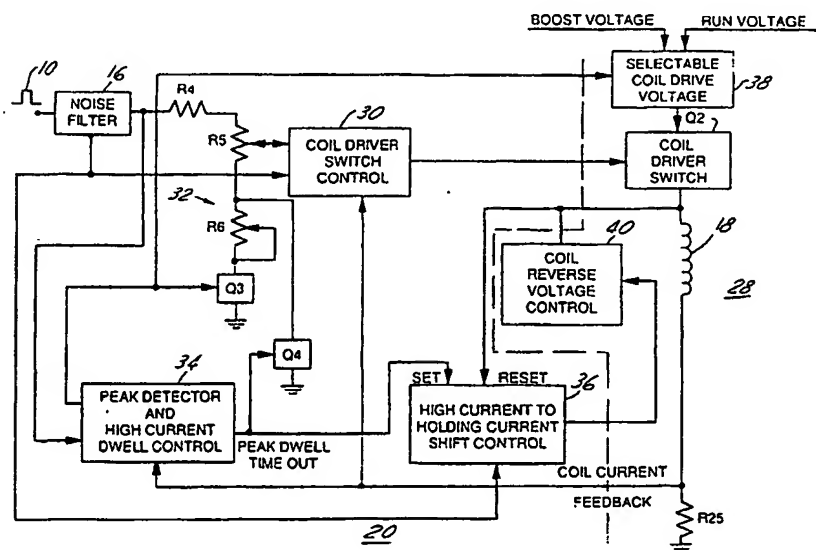 BOOST VOLTAGE
RUN VOLTAGE
10
16
NOISE
FILTER
R4
R5
30
COIL DRIVER
SWITCH
CONTROL
SELECTABLE
COIL DRIVE
VOLTAGE
38
Q2
COIL
DRIVER
SWITCH
32
R6
Q3
Q4
40
COIL
REVERSE
VOLTAGE
CONTROL
18
28
34
PEAK DETECTOR
AND
HIGH CURRENT
DWELL CONTROL
PEAK DWELL
TIME OUT
SET
RESET
36
HIGH CURRENT TO
HOLDING CURRENT
SHIFT CONTROL
COIL CURRENT
FEEDBACK
R25
20